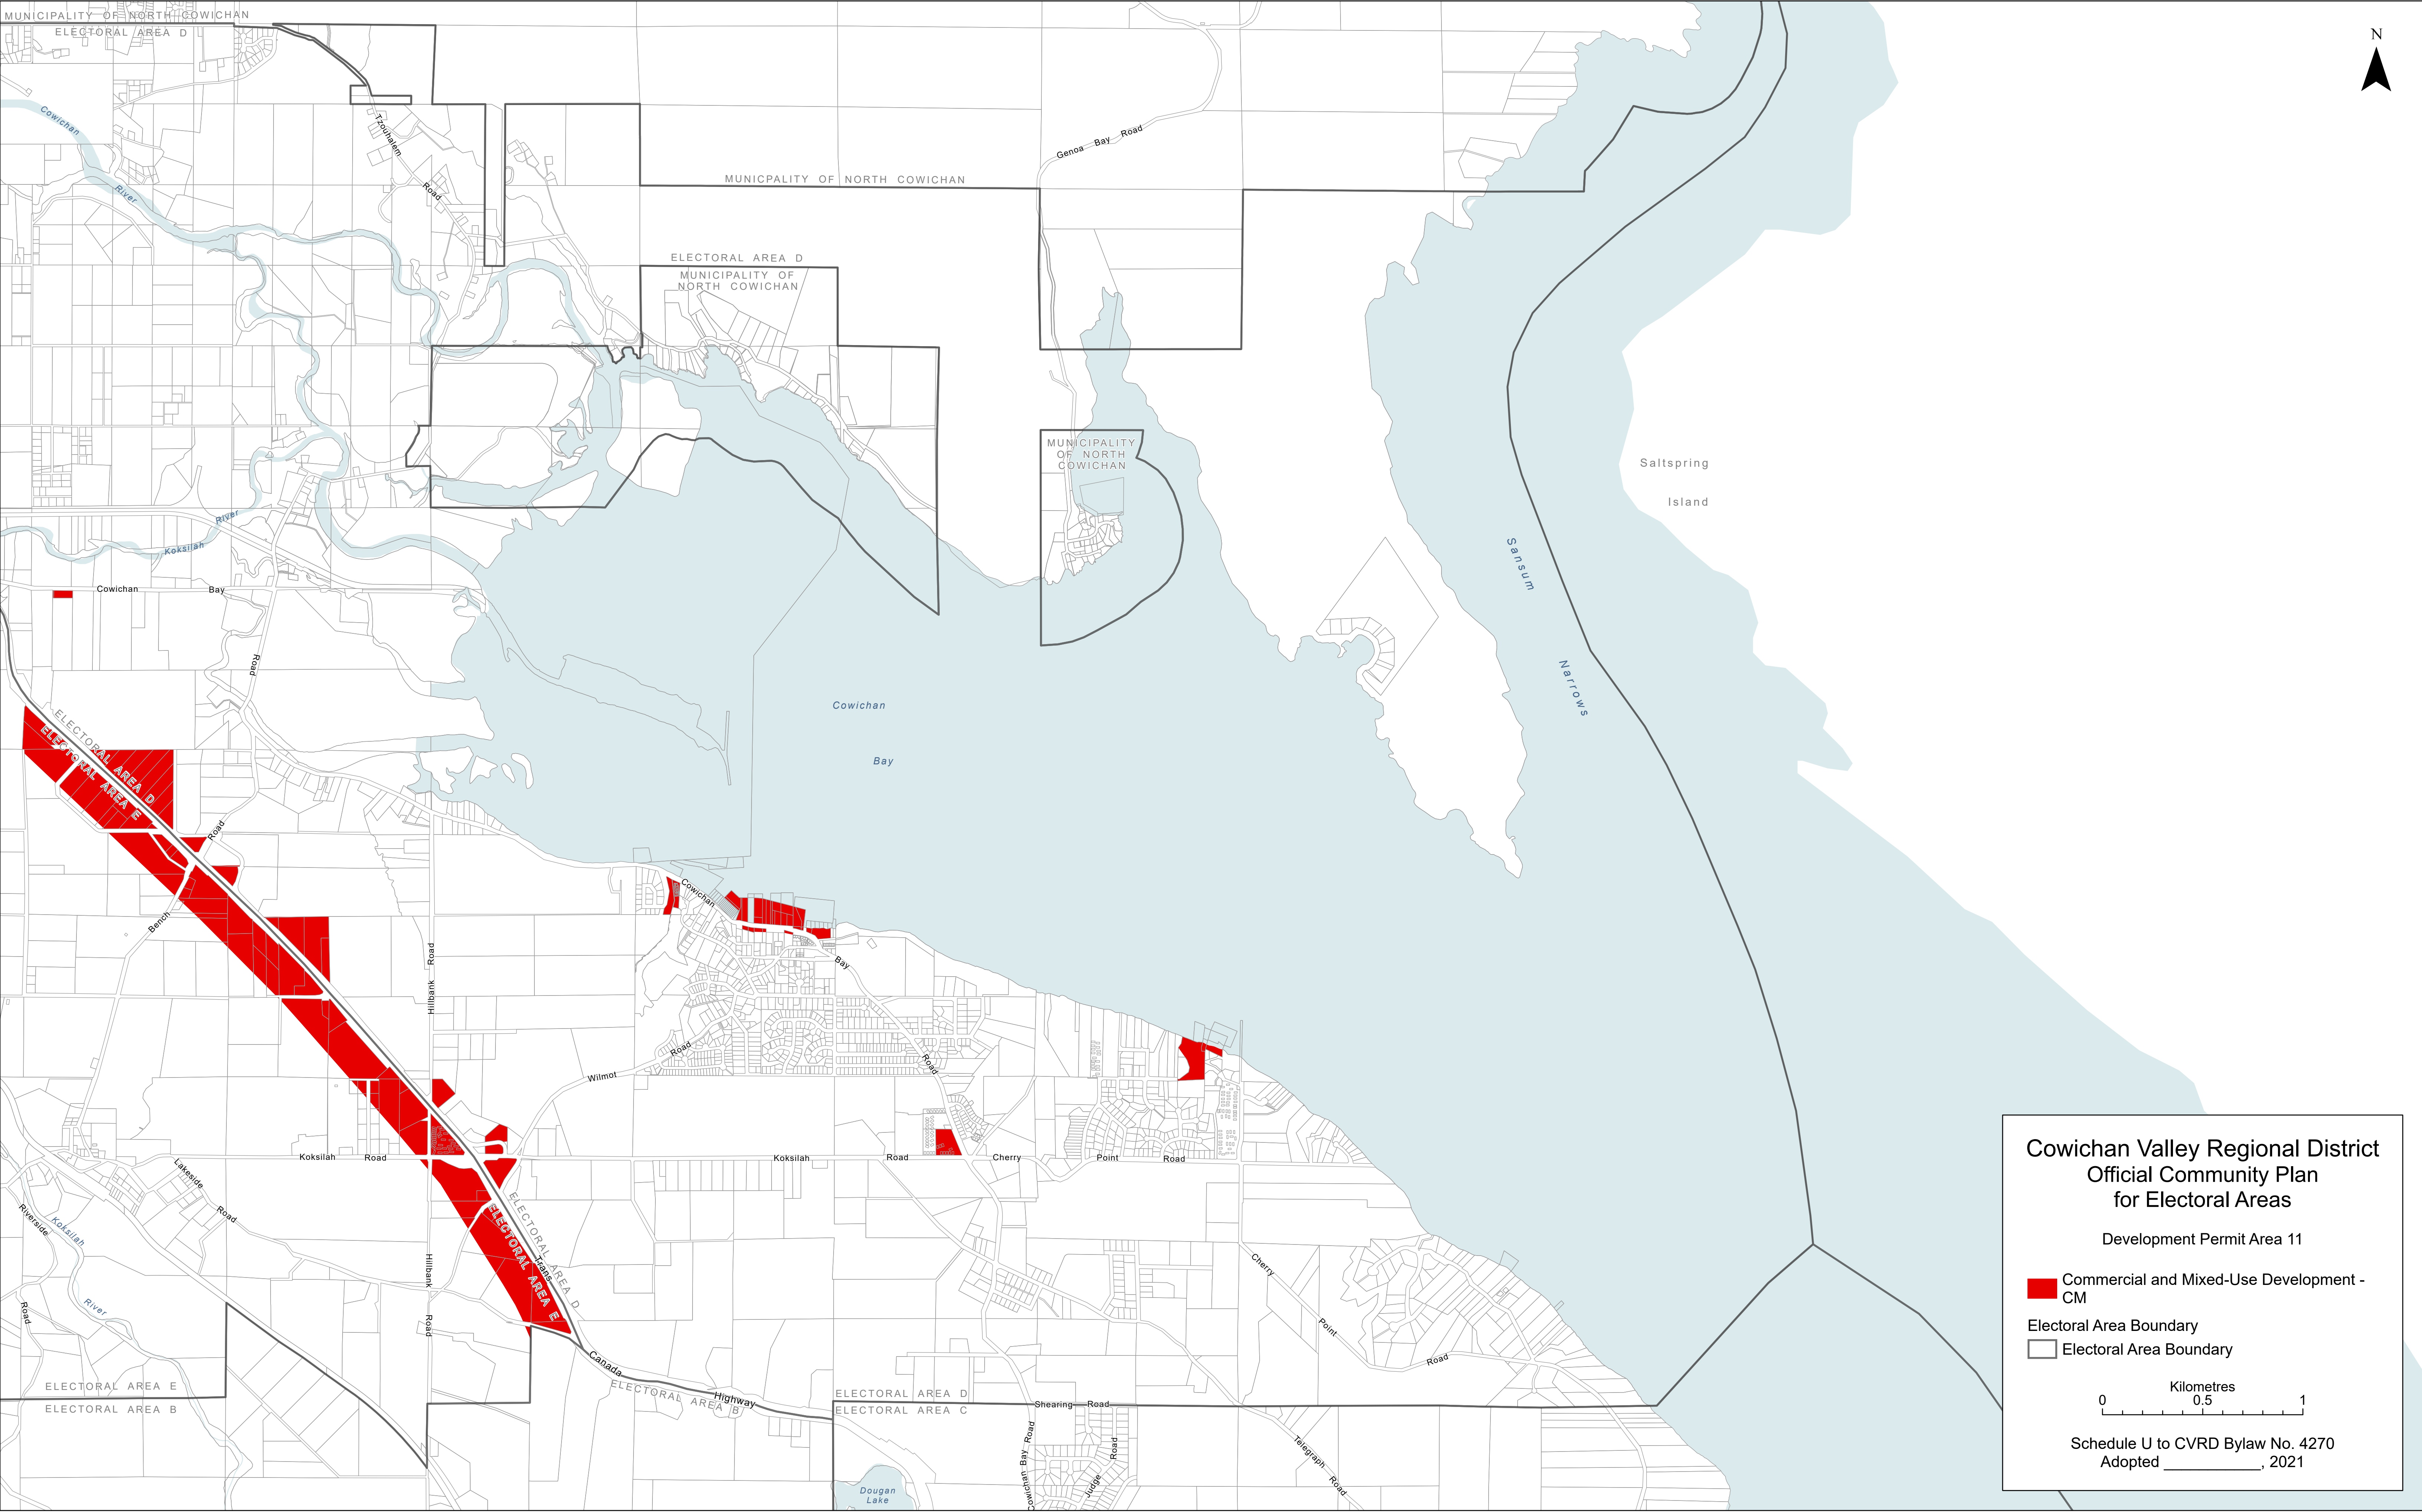 MUNICIPALITY OF NORTH COWICHAN
ELECTORAL AREA D
N
Cowichan
River
Tzouhalem
Road
Genoa Bay Road
MUNICPALITY OF NORTH COWICHAN
ELECTORAL AREA D
MUNICIPALITY OF
NORTH COWICHAN
MUNICIPALITY
OF NORTH
COWICHAN
Saltspring
Island
Sansum
Narrows
River
Koksilah
Cowichan Bay
Road
Cowichan
Bay
ELECTORAL AREA D
ELECTORAL AREA E
Road
Bench
Cowichan
Bay
Road
Hillbank Road
Wilmot Road
Koksilah Road
Koksilah Road
Cherry Point Road
Lakeside
Road
Riverside
Road
Koksilah
River
Hillbank
Road
ELECTORAL AREA D
ELECTORAL AREA E
Trans
Canada
Highway
Cherry
Point
Road
ELECTORAL AREA E
ELECTORAL AREA B
ELECTORAL AREA B
ELECTORAL AREA D
ELECTORAL AREA C
Shearing Road
Cowichan Bay Road
Judge
Road
Telegraph
Road
Dougan
Lake
Cowichan Valley Regional District
Official Community Plan
for Electoral Areas
Development Permit Area 11
Commercial and Mixed-Use Development -
CM
Electoral Area Boundary
Electoral Area Boundary
Kilometres
0 0.5 1
Schedule U to CVRD Bylaw No. 4270
Adopted ____________, 2021